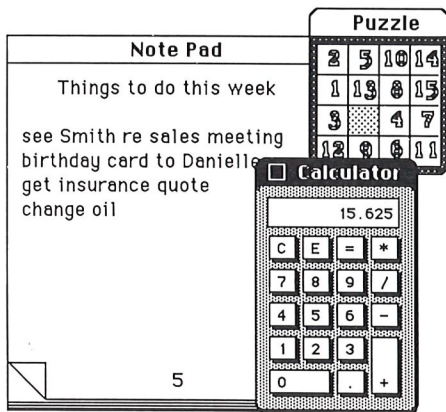 Puzzle
2 5 10 14
1 13 8 15
3 4 7
12 9 6 11
Note Pad
Things to do this week
see Smith re sales meeting
birthday card to Danielle
get insurance quote
change oil
5
Calculator
15.625
C E = *
7 8 9 /
4 5 6 -
1 2 3
0 . +